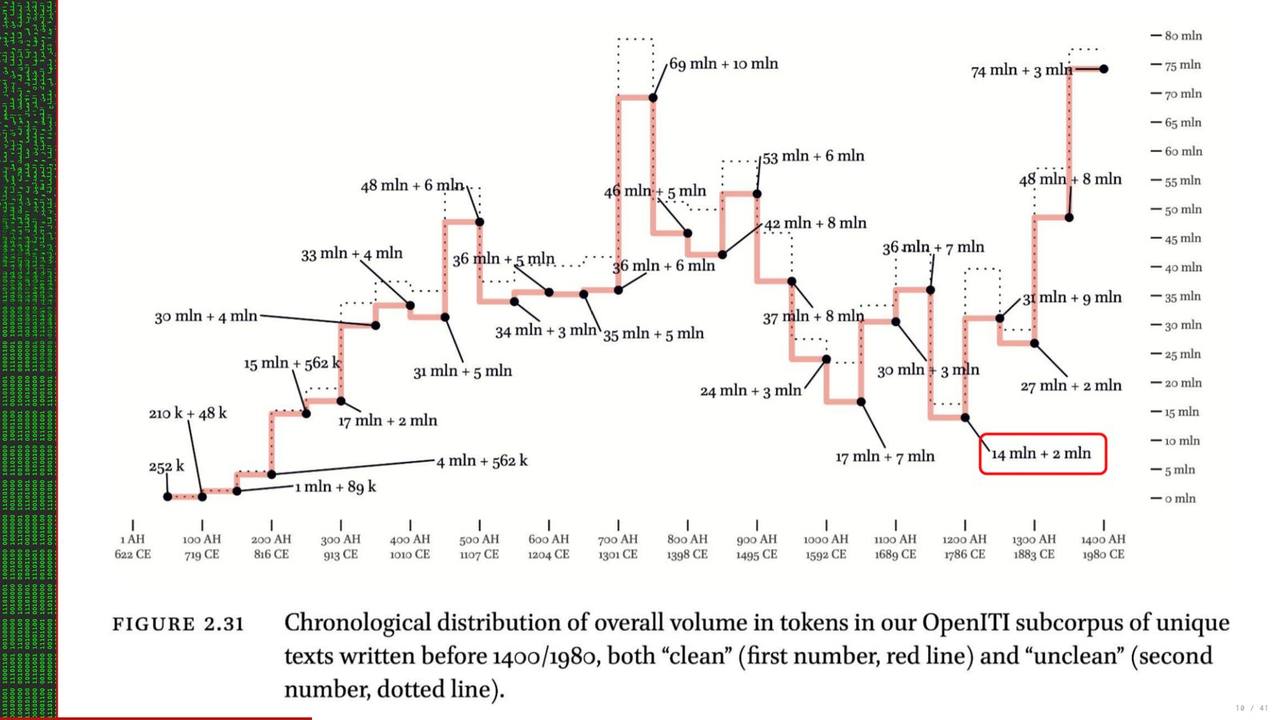 80 mln
75 mln
70 mln
65 mln
60 mln
55 mln
50 mln
45 mln
40 mln
35 mln
30 mln
25 mln
20 mln
15 mln
10 mln
5 mln
0 mln
252 k
210 k + 48 k
1 mln + 89 k
4 mln + 562 k
15 mln + 562 k
17 mln + 2 mln
30 mln + 4 mln
33 mln + 4 mln
31 mln + 5 mln
48 mln + 6 mln
34 mln + 3 mln
36 mln + 5 mln
35 mln + 5 mln
36 mln + 6 mln
69 mln + 10 mln
46 mln + 5 mln
42 mln + 8 mln
53 mln + 6 mln
37 mln + 8 mln
24 mln + 3 mln
17 mln + 7 mln
30 mln + 3 mln
36 mln + 7 mln
14 mln + 2 mln
31 mln + 9 mln
27 mln + 2 mln
48 mln + 8 mln
74 mln + 3 mln
1 AH
622 CE
100 AH
719 CE
200 AH
816 CE
300 AH
913 CE
400 AH
1010 CE
500 AH
1107 CE
600 AH
1204 CE
700 AH
1301 CE
800 AH
1398 CE
900 AH
1495 CE
1000 AH
1592 CE
1100 AH
1689 CE
1200 AH
1786 CE
1300 AH
1883 CE
1400 AH
1980 CE
FIGURE 2.31 Chronological distribution of overall volume in tokens in our OpenITI subcorpus of unique
texts written before 1400/1980, both “clean” (first number, red line) and “unclean” (second
number, dotted line).
10 / 41